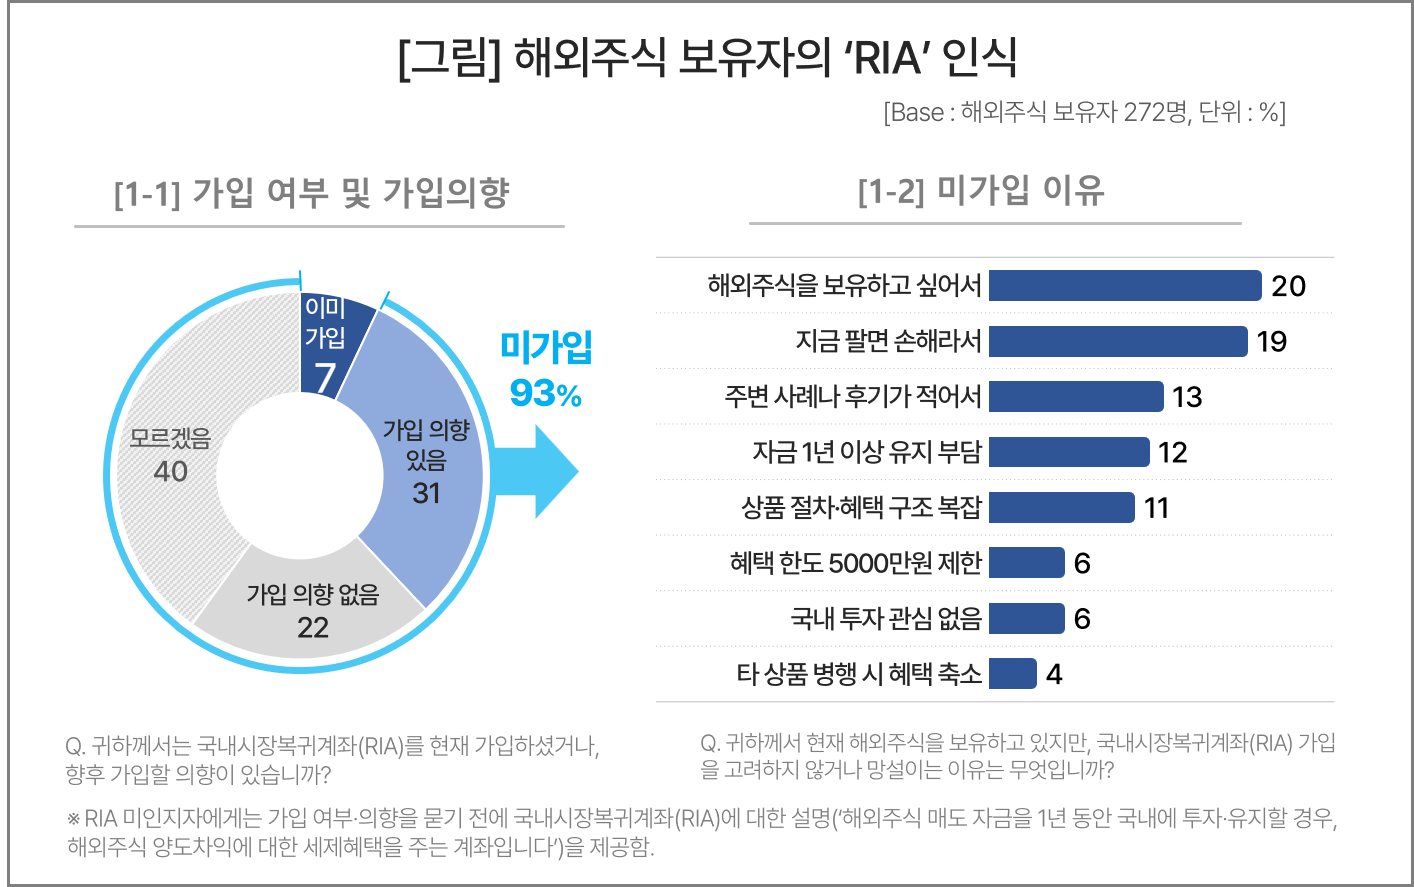 [그림] 해외주식 보유자의 ‘RIA’ 인식
[Base : 해외주식 보유자 272명, 단위 : %]
[1-1] 가입 여부 및 가입의향
이미
가입
7
가입 의향
있음
31
가입 의향 없음
22
모르겠음
40
미가입
93%
[1-2] 미가입 이유
해외주식을 보유하고 싶어서 20
지금 팔면 손해라서 19
주변 사례나 후기가 적어서 13
자금 1년 이상 유지 부담 12
상품 절차·혜택 구조 복잡 11
혜택 한도 5000만원 제한 6
국내 투자 관심 없음 6
타 상품 병행 시 혜택 축소 4
Q. 귀하께서는 국내시장복귀계좌(RIA)를 현재 가입하셨거나,
향후 가입할 의향이 있습니까?
Q. 귀하께서 현재 해외주식을 보유하고 있지만, 국내시장복귀계좌(RIA) 가입
을 고려하지 않거나 망설이는 이유는 무엇입니까?
※ RIA 미인지자에게는 가입 여부·의향을 묻기 전에 국내시장복귀계좌(RIA)에 대한 설명(‘해외주식 매도 자금을 1년 동안 국내에 투자·유지할 경우,
해외주식 양도차익에 대한 세제혜택을 주는 계좌입니다’)을 제공함.